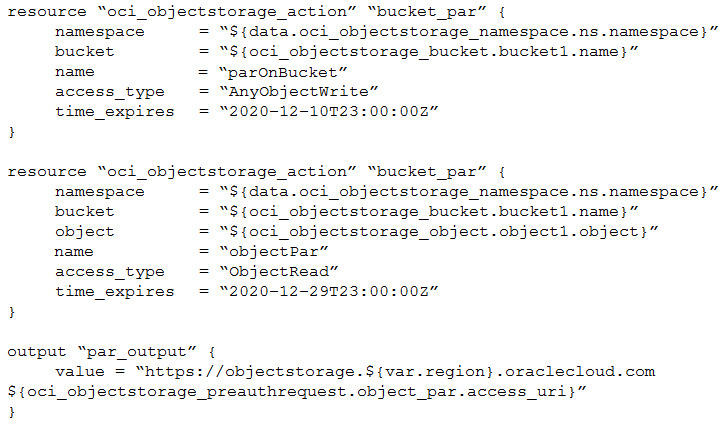 resource “oci_objectstorage_action” “bucket_par” {
namespace = “${data.oci_objectstorage_namespace.ns.namespace}”
bucket = “${oci_objectstorage_bucket.bucket1.name}”
name = “parOnBucket”
access_type = “AnyObjectWrite”
time_expires = “2020-12-10T23:00:00Z”
}
resource “oci_objectstorage_action” “bucket_par” {
namespace = “${data.oci_objectstorage_namespace.ns.namespace}”
bucket = “${oci_objectstorage_bucket.bucket1.name}”
object = “${oci_objectstorage_object.object1.object}”
name = “objectPar”
access_type = “ObjectRead”
time_expires = “2020-12-29T23:00:00Z”
}
output “par_output” {
value = “https://objectstorage.${var.region}.oraclecloud.com
${oci_objectstorage_preauthrequest.object_par.access_uri}”
}